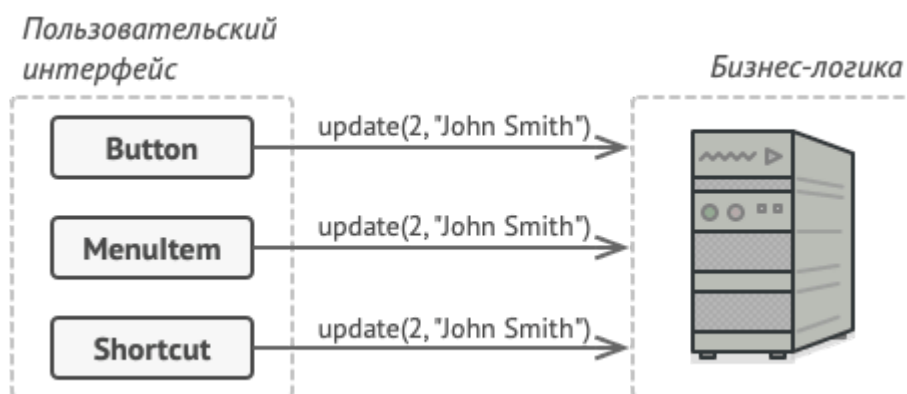 Пользовательский
интерфейс
Бизнес-логика
Button
update(2, "John Smith")
MenuItem
update(2, "John Smith")
Shortcut
update(2, "John Smith")